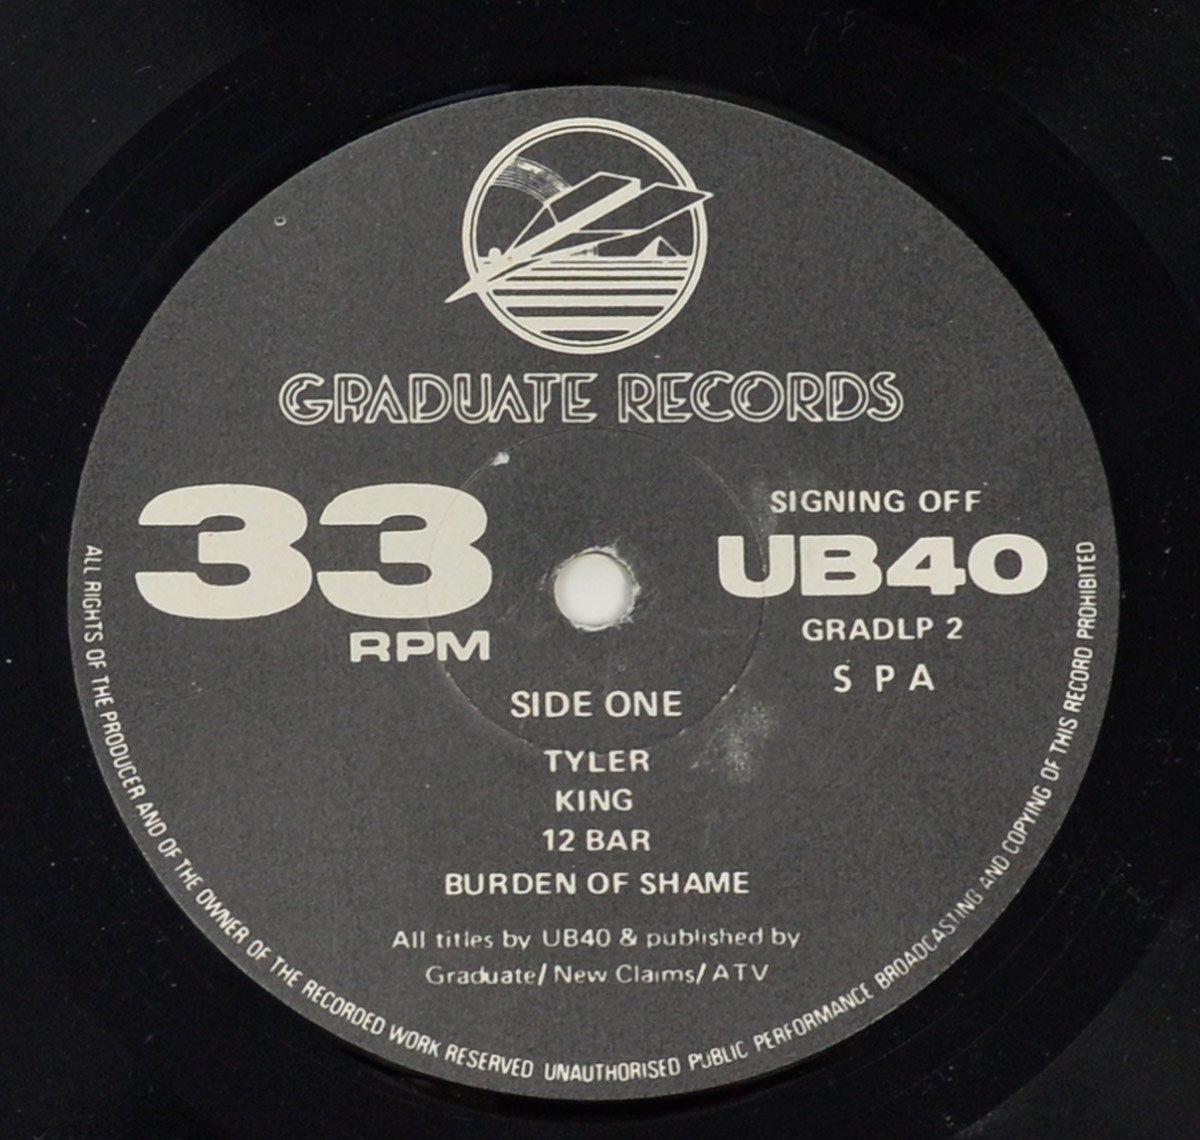 GRADUATE RECORDS
33
RPM
SIGNING OFF
UB40
GRADLP 2
S P A
SIDE ONE
TYLER
KING
12 BAR
BURDEN OF SHAME
All titles by UB40 & published by
Graduate/ New Claims/ ATV
ALL RIGHTS OF THE PRODUCER AND OF THE OWNER OF THE RECORDED WORK RESERVED UNAUTHORISED PUBLIC PERFORMANCE BROADCASTING AND COPYING OF THIS RECORD PROHIBITED